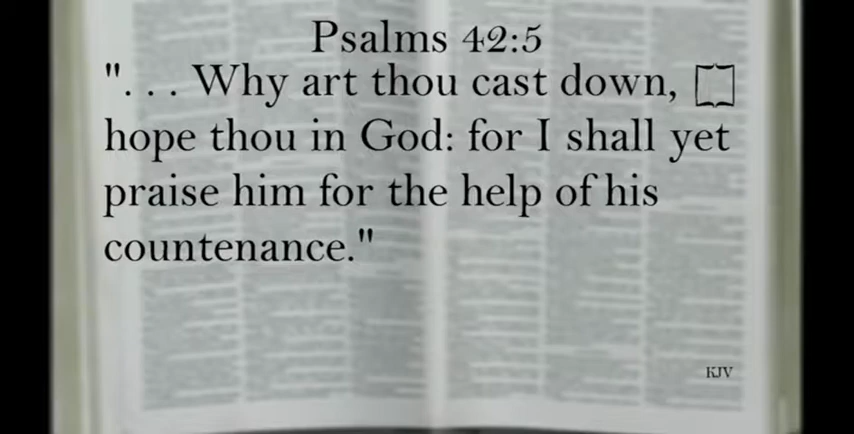 Psalms 42:5
". . . Why art thou cast down,
hope thou in God: for I shall yet
praise him for the help of his
countenance."
KJV